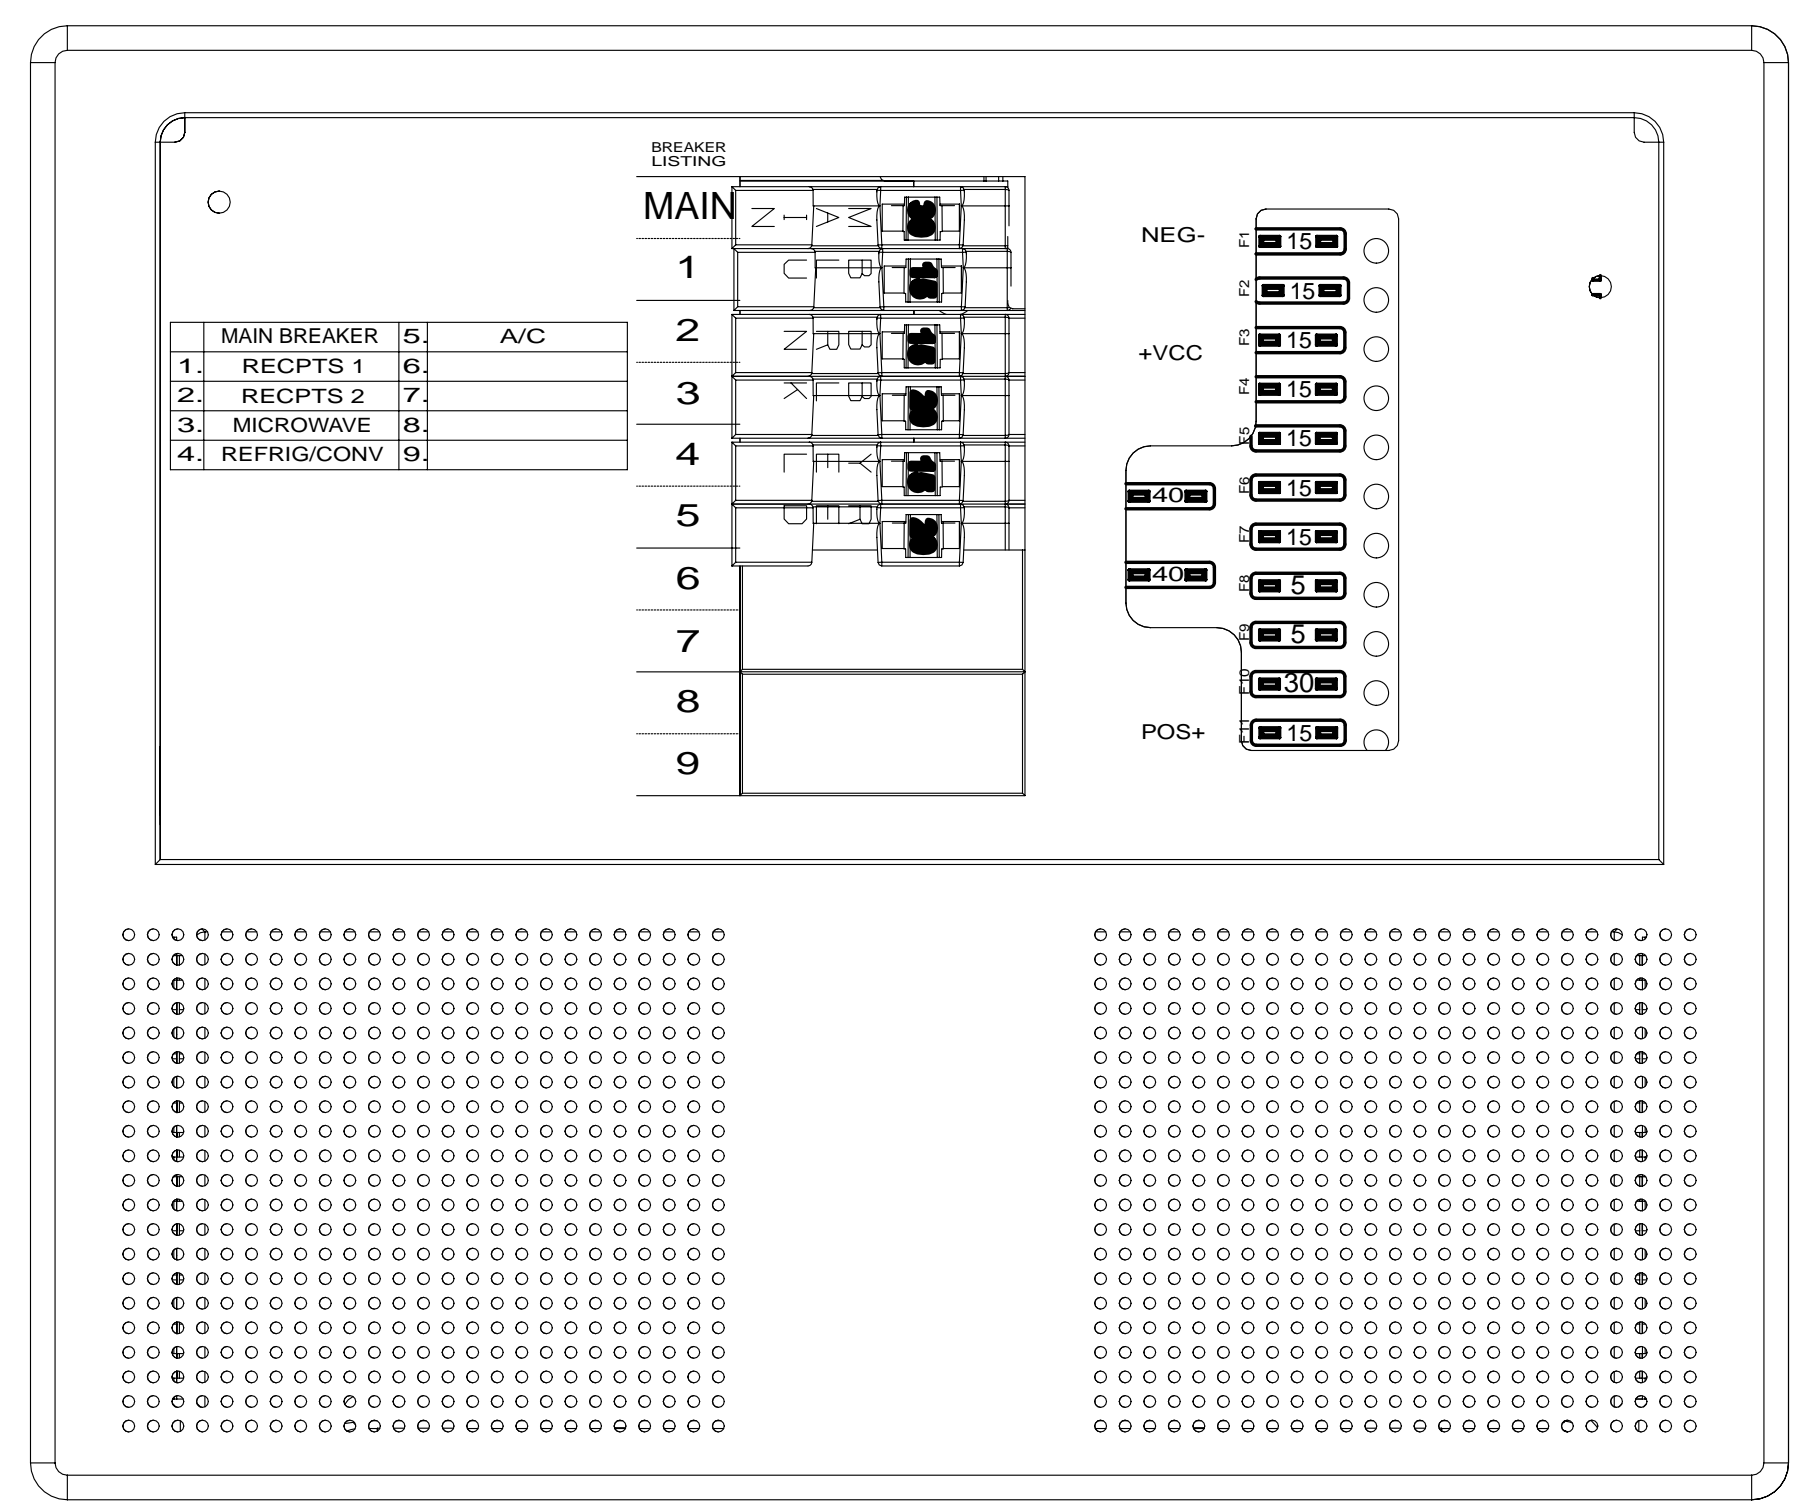 BREAKER
LISTING
MAIN
1
2
3
4
5
6
7
8
9
MAIN BREAKER 5. A/C
1. RECPTS 1 6.
2. RECPTS 2 7.
3. MICROWAVE 8.
4. REFRIG/CONV 9.
MAIN
NEG-
+VCC
POS+
40
40
F1 15
F2 15
F3 15
F4 15
F5 15
F6 15
F7 15
F8 5
F9 5
F10 30
F11 15